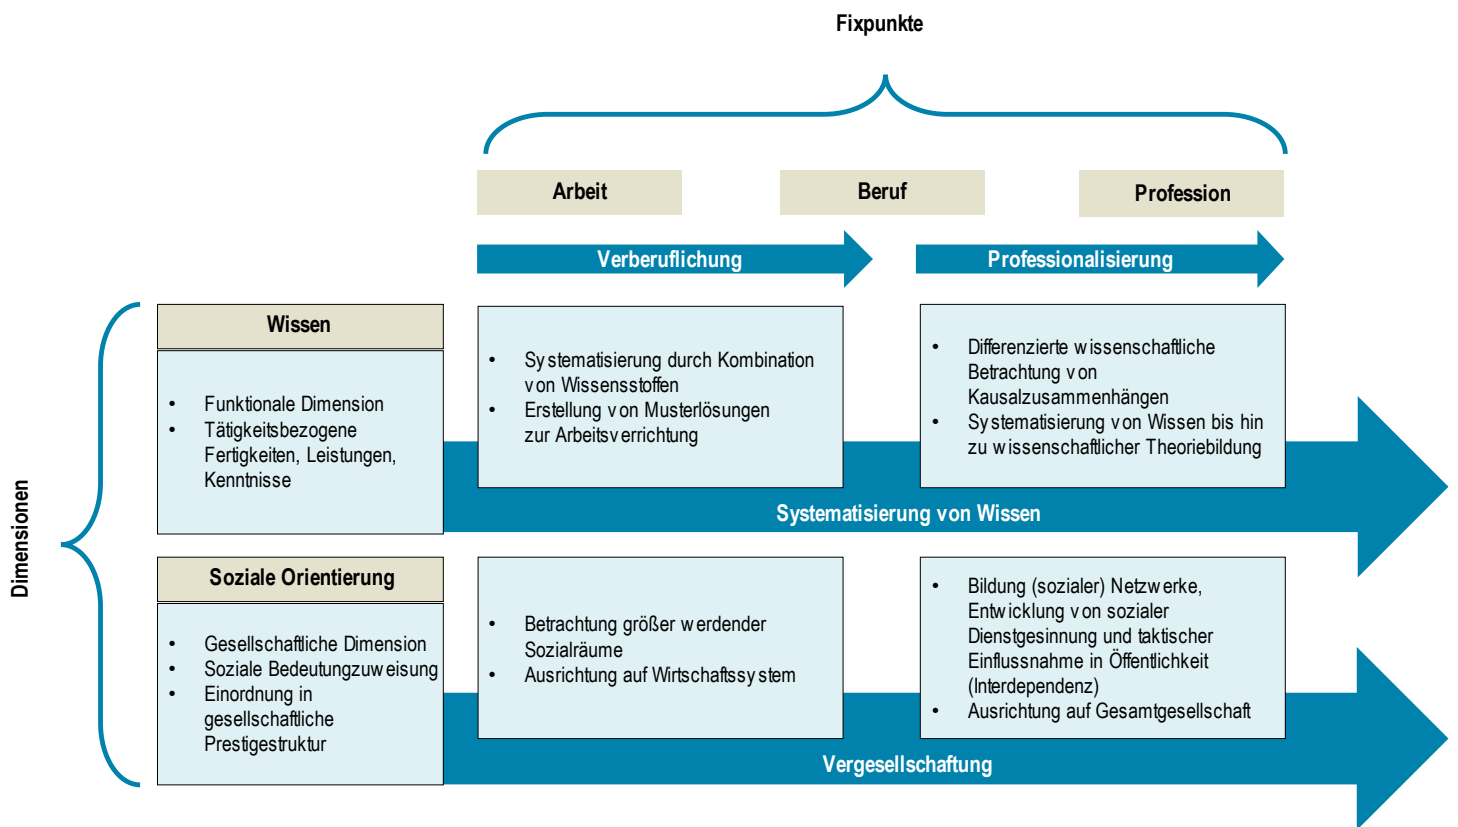 Fixpunkte
Arbeit
Beruf
Profession
Verberuflichung
Professionalisierung
Dimensionen
Wissen
• Funktionale Dimension
• Tätigkeitsbezogene
Fertigkeiten, Leistungen,
Kenntnisse
• Systematisierung durch Kombination
von Wissensstoffen
• Erstellung von Musterlösungen
zur Arbeitsverrichtung
• Differenzierte wissenschaftliche
Betrachtung von
Kausalzusammenhängen
• Systematisierung von Wissen bis hin
zu wissenschaftlicher Theoriebildung
Systematisierung von Wissen
Soziale Orientierung
• Gesellschaftliche Dimension
• Soziale Bedeutungzuweisung
• Einordnung in
gesellschaftliche
Prestigestruktur
• Betrachtung größer werdender
Sozialräume
• Ausrichtung auf Wirtschaftssystem
• Bildung (sozialer) Netzwerke,
Entwicklung von sozialer
Dienstgesinnung und taktischer
Einflussnahme in Öffentlichkeit
(Interdependenz)
• Ausrichtung auf Gesamtgesellschaft
Vergesellschaftung